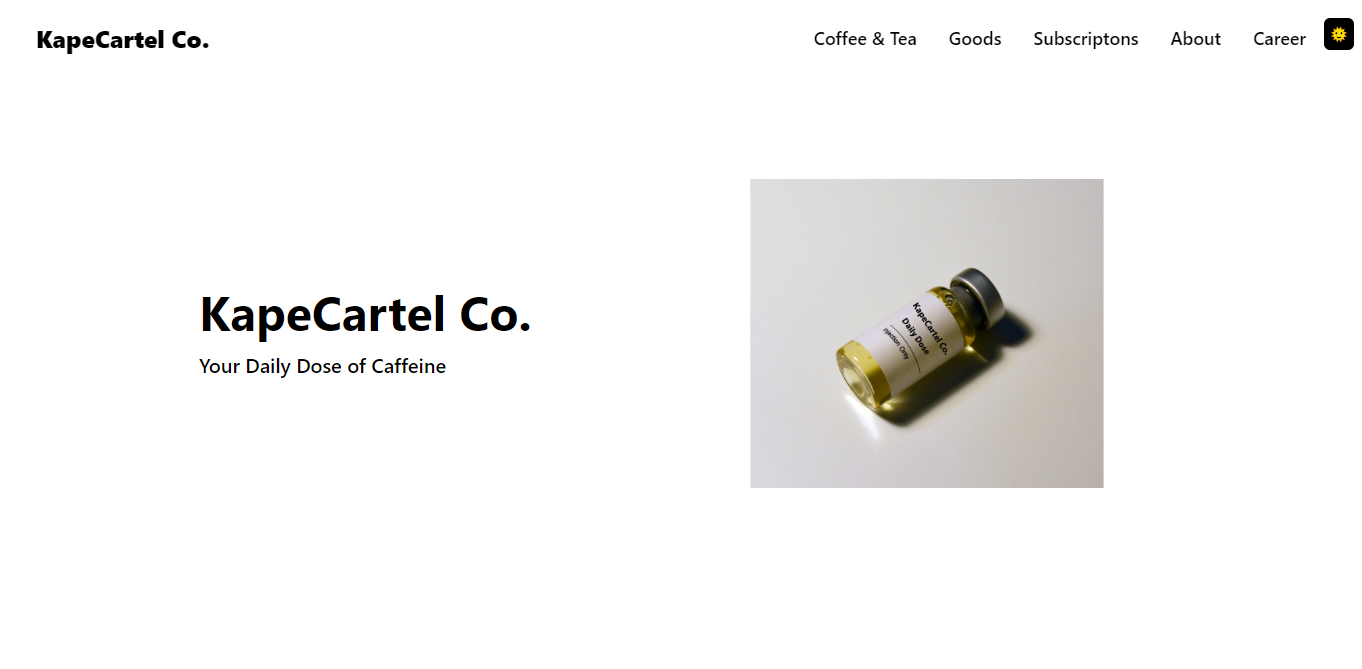 KapeCartel Co.
Coffee & Tea
Goods
Subscriptons
About
Career
KapeCartel Co.
Your Daily Dose of Caffeine
KapeCartel Co.
Daily Dose
Injection Only